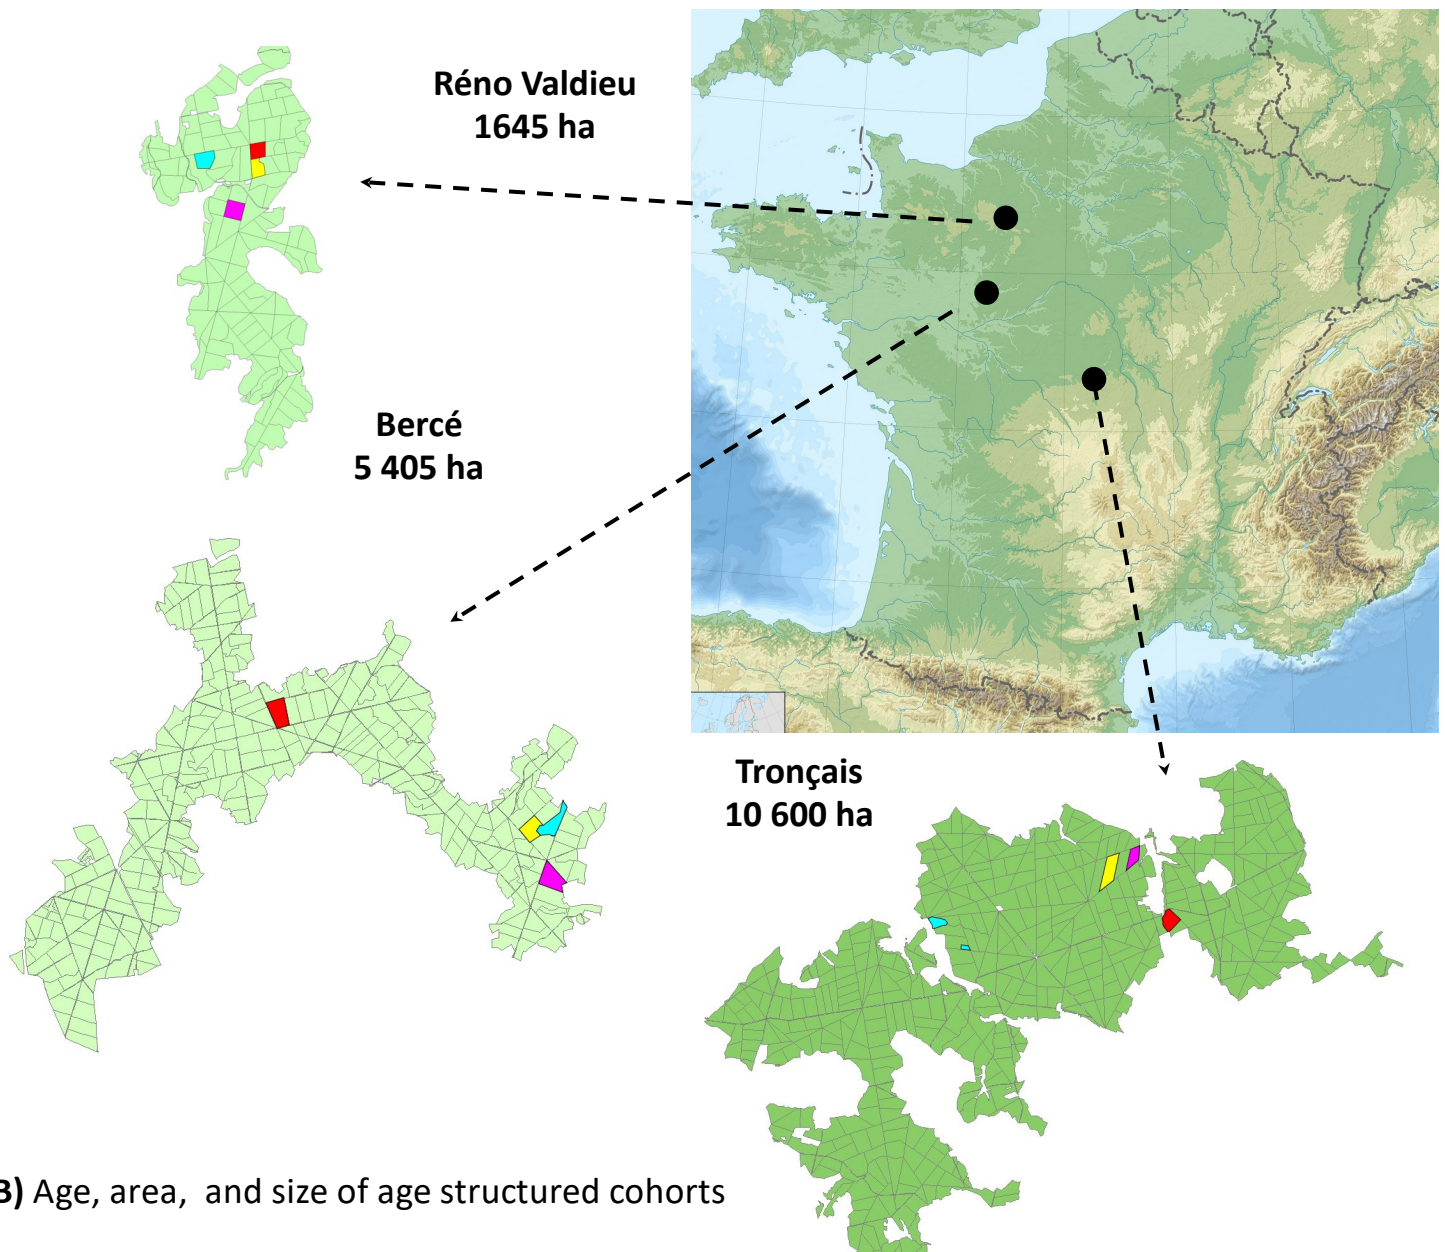 Réno Valdieu
1645 ha
Bercé
5 405 ha
Tronçais
10 600 ha
3) Age, area, and size of age structured cohorts